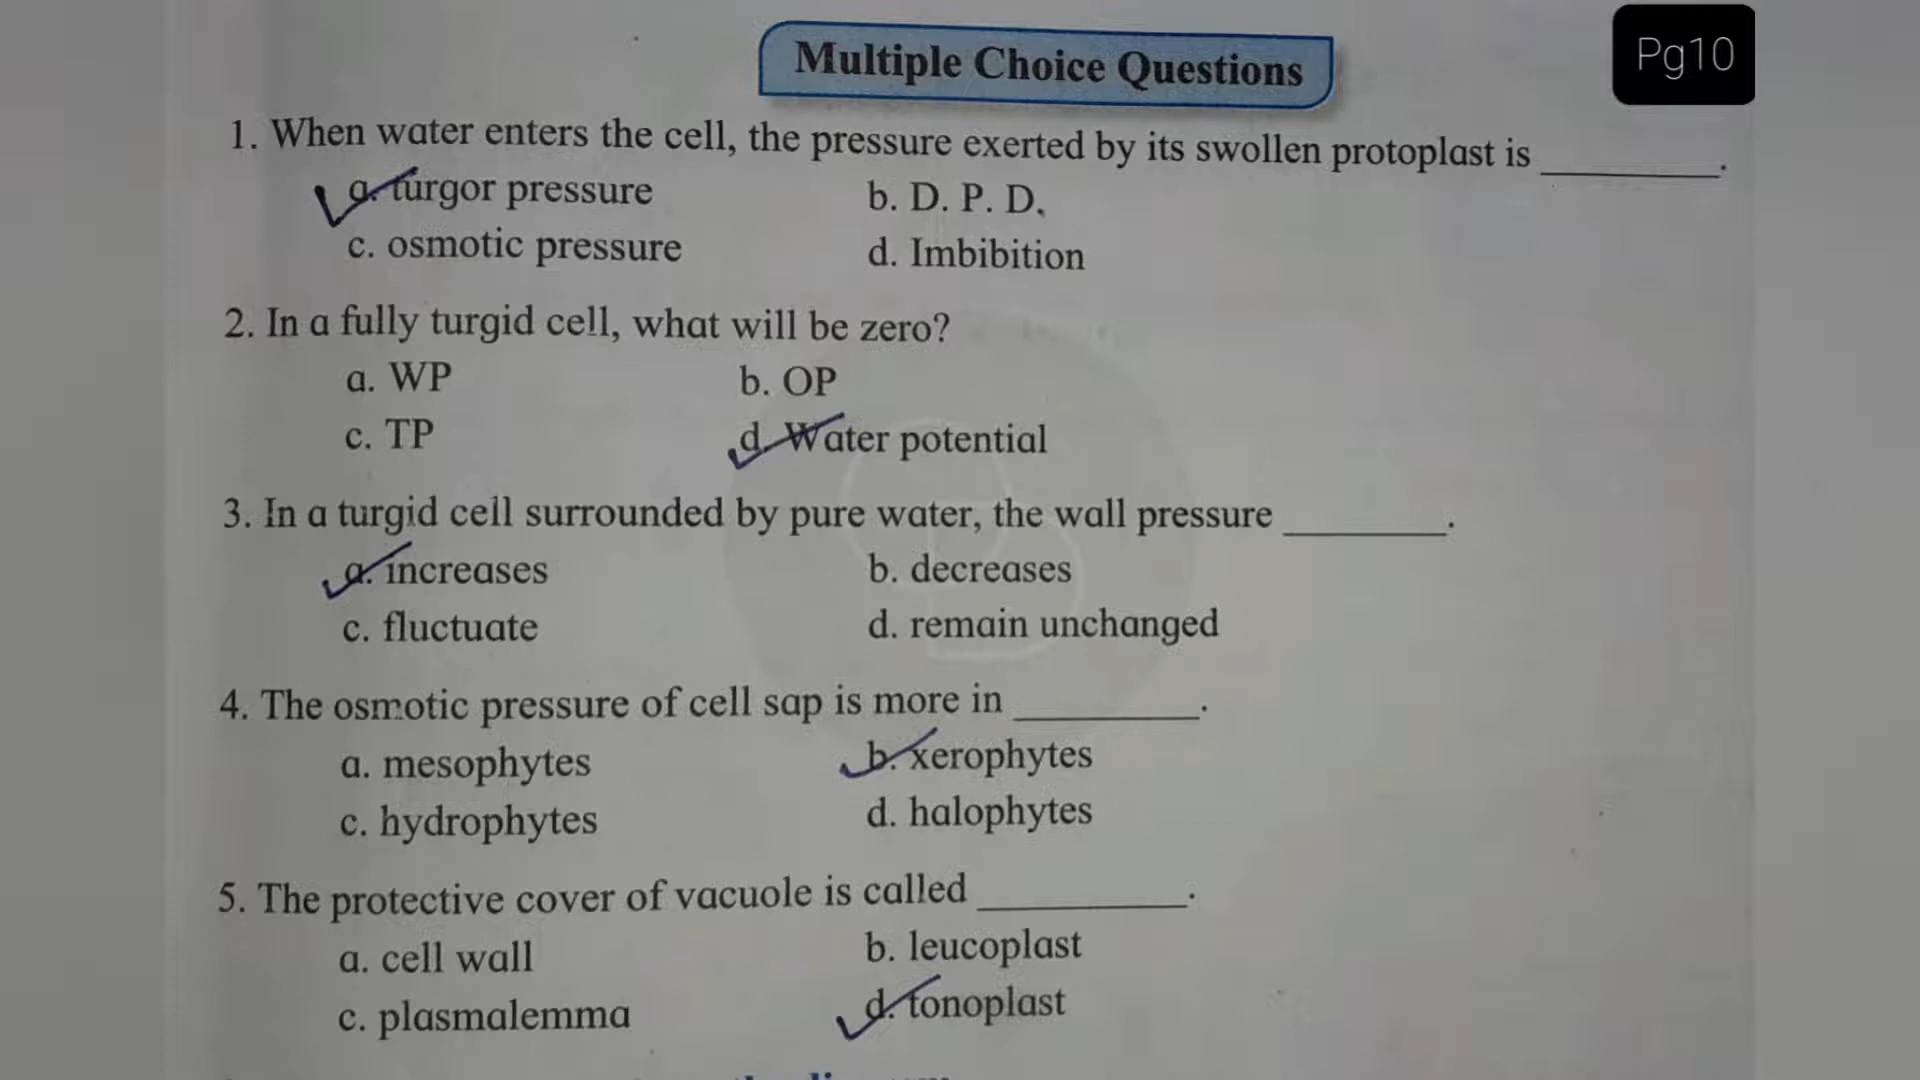 Multiple Choice Questions
Pg10
1. When water enters the cell, the pressure exerted by its swollen protoplast is ________.
a. turgor pressure b. D. P. D.
c. osmotic pressure d. Imbibition
2. In a fully turgid cell, what will be zero?
a. WP b. OP
c. TP d. Water potential
3. In a turgid cell surrounded by pure water, the wall pressure ________.
a. increases b. decreases
c. fluctuate d. remain unchanged
4. The osmotic pressure of cell sap is more in ________.
a. mesophytes b. xerophytes
c. hydrophytes d. halophytes
5. The protective cover of vacuole is called ________.
a. cell wall b. leucoplast
c. plasmalemma d. tonoplast